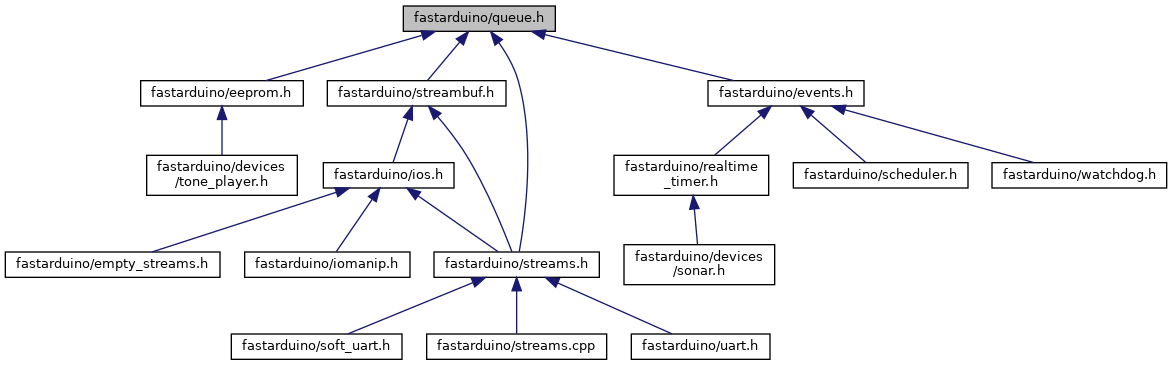 fastarduino/queue.h
fastarduino/eeprom.h
fastarduino/streambuf.h
fastarduino/events.h
fastarduino/devices
/tone_player.h
fastarduino/ios.h
fastarduino/realtime
_timer.h
fastarduino/scheduler.h
fastarduino/watchdog.h
fastarduino/empty_streams.h
fastarduino/iomanip.h
fastarduino/streams.h
fastarduino/devices
/sonar.h
fastarduino/soft_uart.h
fastarduino/streams.cpp
fastarduino/uart.h